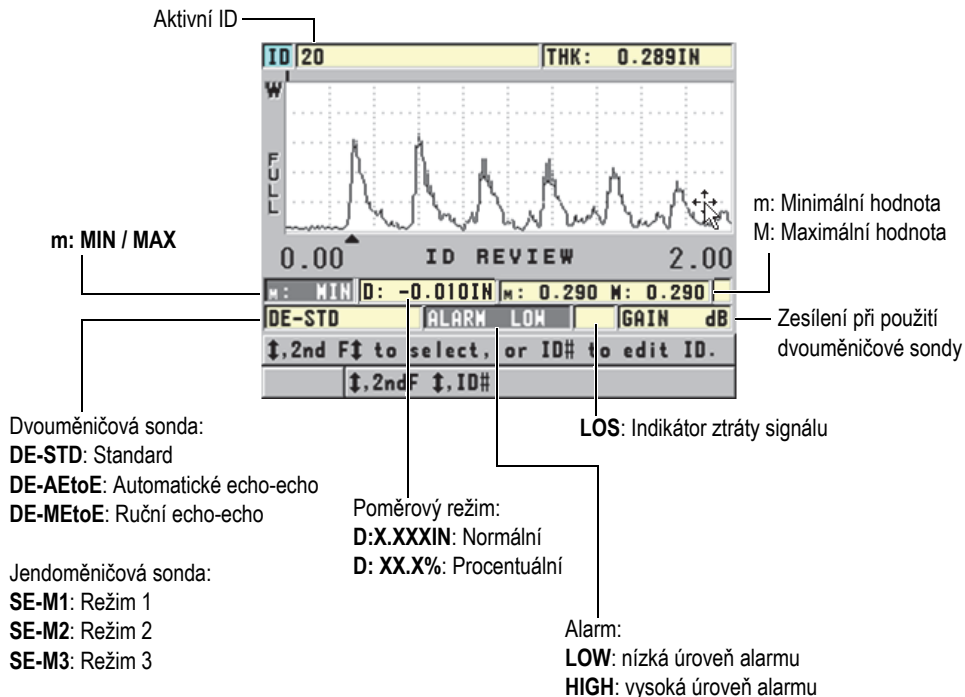 Aktivní ID
ID 20 THK: 0.289IN
W
FULL
m: Minimální hodnota
M: Maximální hodnota
m: MIN / MAX
0.00 ID REVIEW 2.00
M: MIN D: -0.010IN M: 0.290 M: 0.290
DE-STD ALARM LOW GAIN dB
Zesílení při použití
dvouměničové sondy
↕,2nd F↕ to select, or ID# to edit ID.
↕,2ndF ↕,ID#
Dvouměničová sonda:
DE-STD: Standard
DE-AEtoE: Automatické echo-echo
DE-MEtoE: Ruční echo-echo
LOS: Indikátor ztráty signálu
Poměrový režim:
D:X.XXXIN: Normální
D: XX.X%: Procentuální
Jendoměničová sonda:
SE-M1: Režim 1
SE-M2: Režim 2
SE-M3: Režim 3
Alarm:
LOW: nízká úroveň alarmu
HIGH: vysoká úroveň alarmu